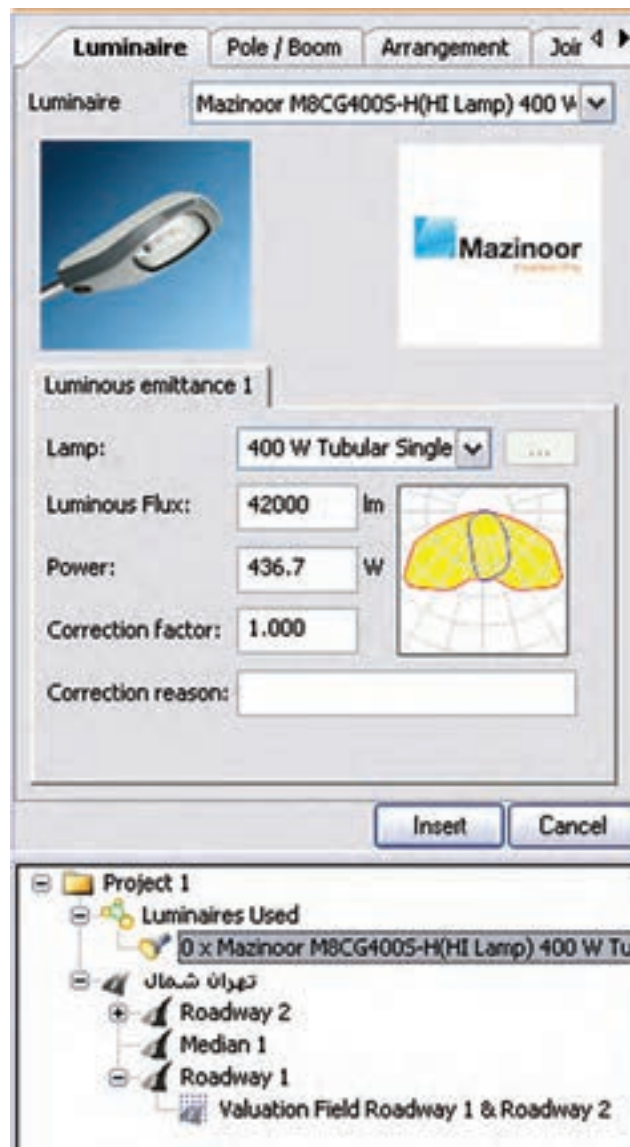 Luminaire Pole / Boom Arrangement Joir
Luminaire Mazinoor M8CG400S-H(HI Lamp) 400 W
Mazinoor
Luminous emittance 1
Lamp: 400 W Tubular Single ...
Luminous Flux: 42000 lm
Power: 436.7 W
Correction factor: 1.000
Correction reason:
Insert Cancel
Project 1
Luminaires Used
0 x Mazinoor M8CG400S-H(HI Lamp) 400 W Tu
تهران شمال
Roadway 2
Median 1
Roadway 1
Valuation Field Roadway 1 & Roadway 2